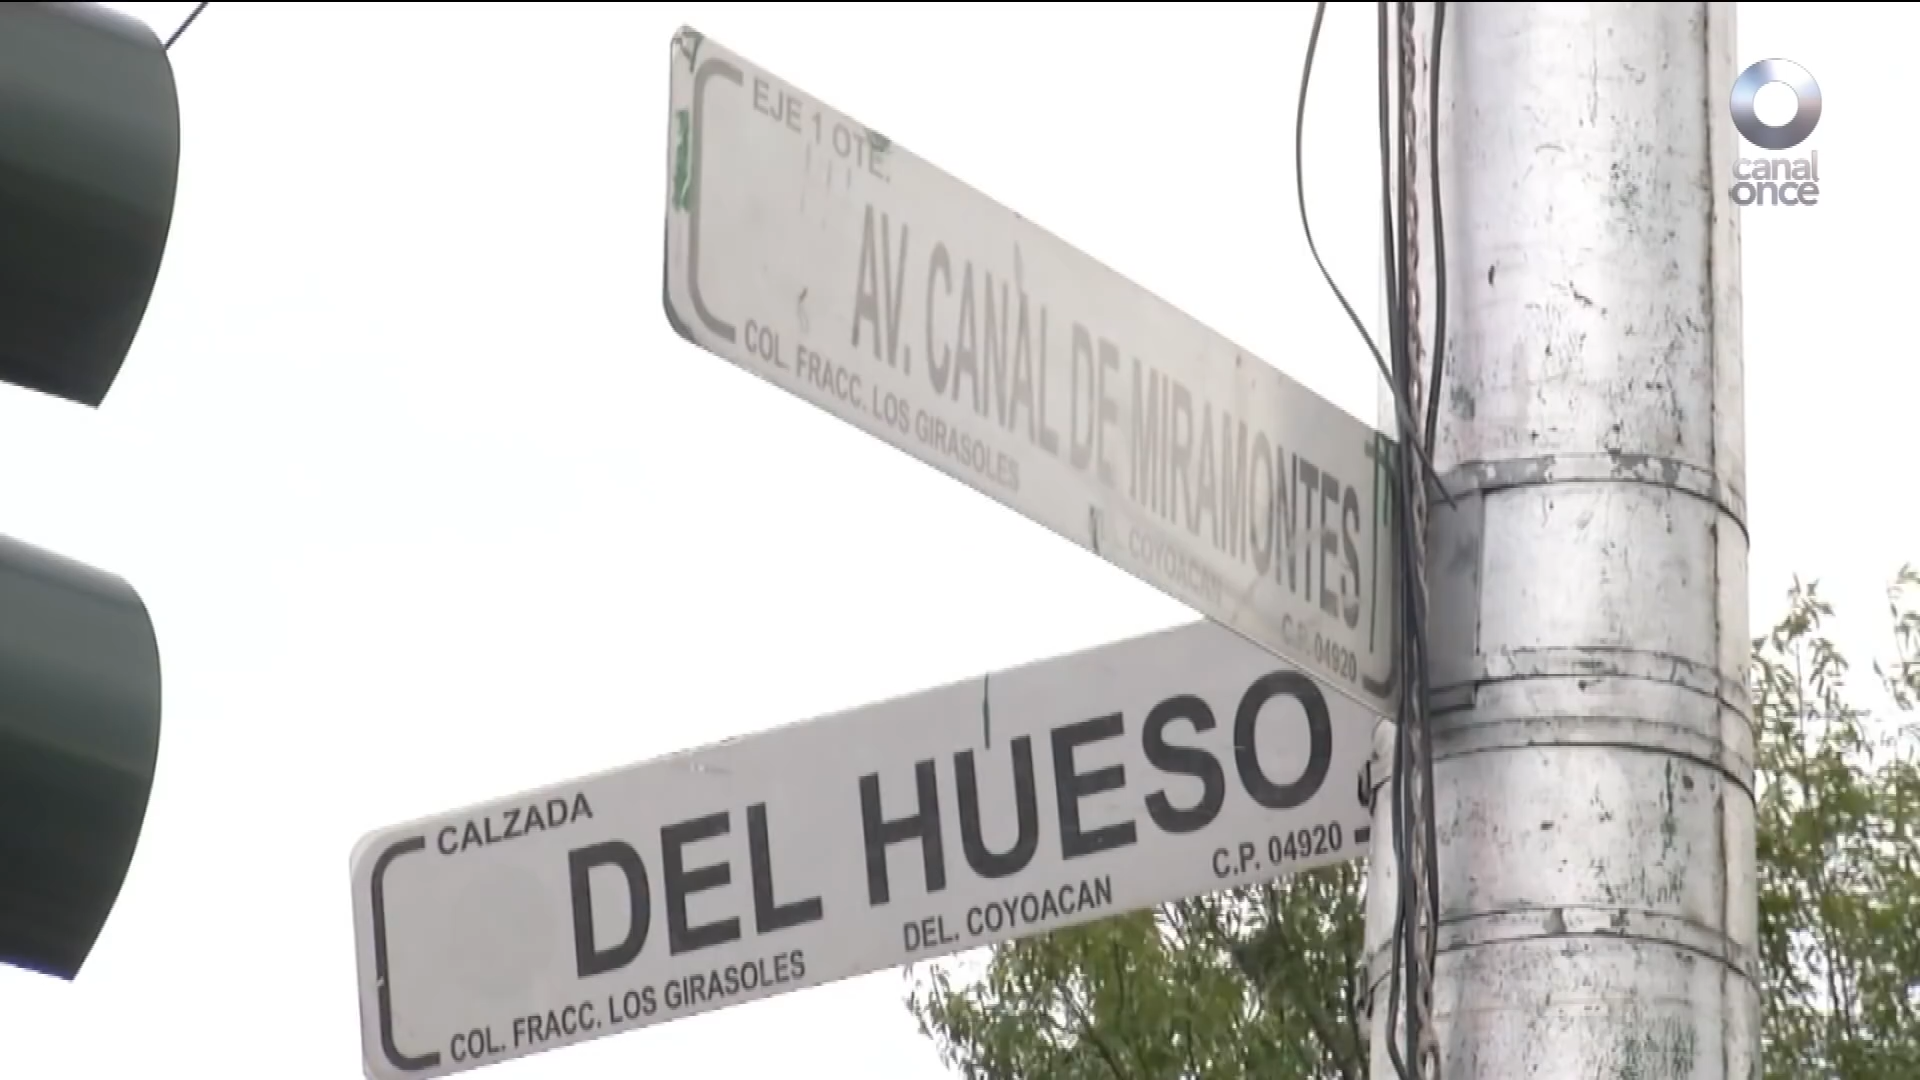 EJE 1 OTE.
AV. CANAL DE MIRAMONTES
COL. FRACC. LOS GIRASOLES
COYOACAN
C.P. 04920
CALZADA
DEL HUESO
COL. FRACC. LOS GIRASOLES
DEL. COYOACAN
C.P. 04920
canal
once